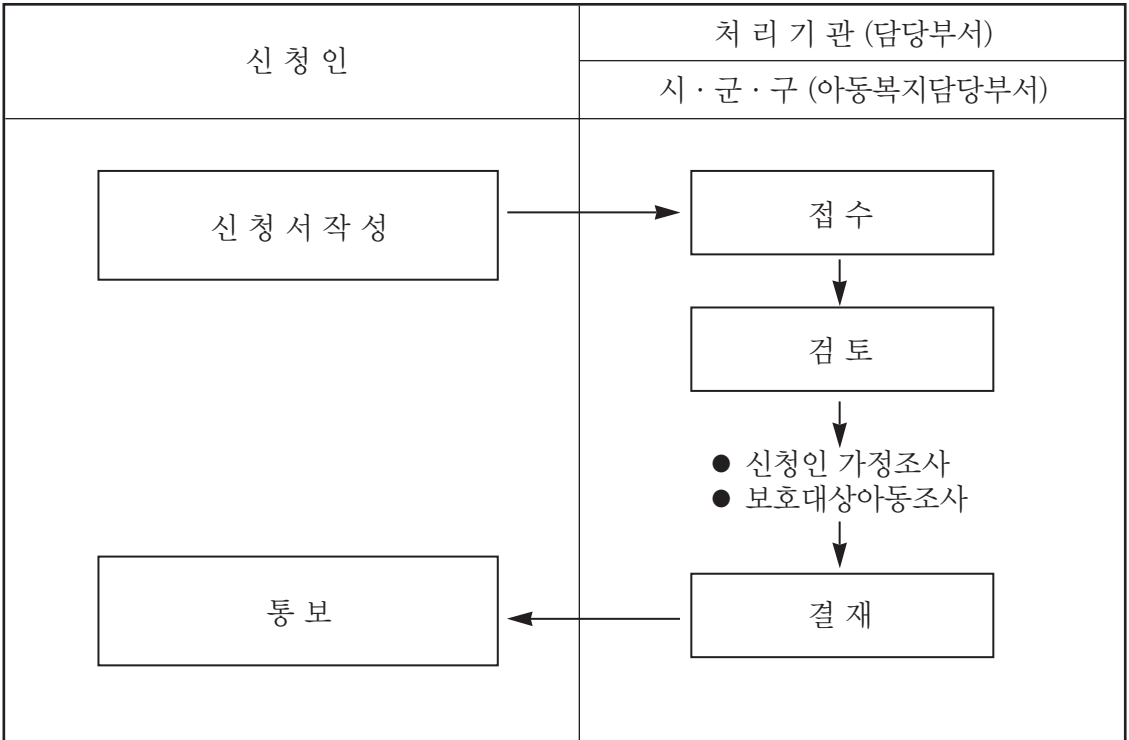 신 청 인
처 리 기 관 (담당부서)
시 · 군 · 구 (아동복지담당부서)
신 청 서 작 성
접 수
검 토
● 신청인 가정조사
● 보호대상아동조사
통 보
결 재